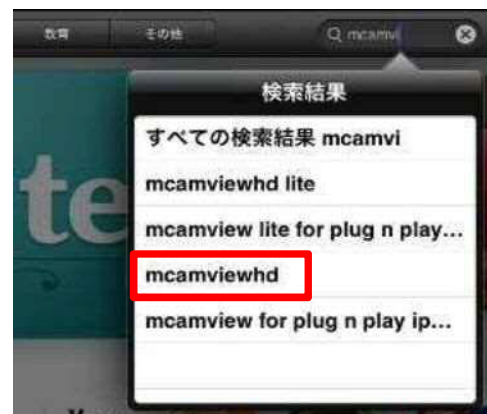 教育 その他 mcamvi
検索結果
すべての検索結果 mcamvi
mcamviewhd lite
te
mcamview lite for plug n play...
mcamviewhd
mcamview for plug n play ip...